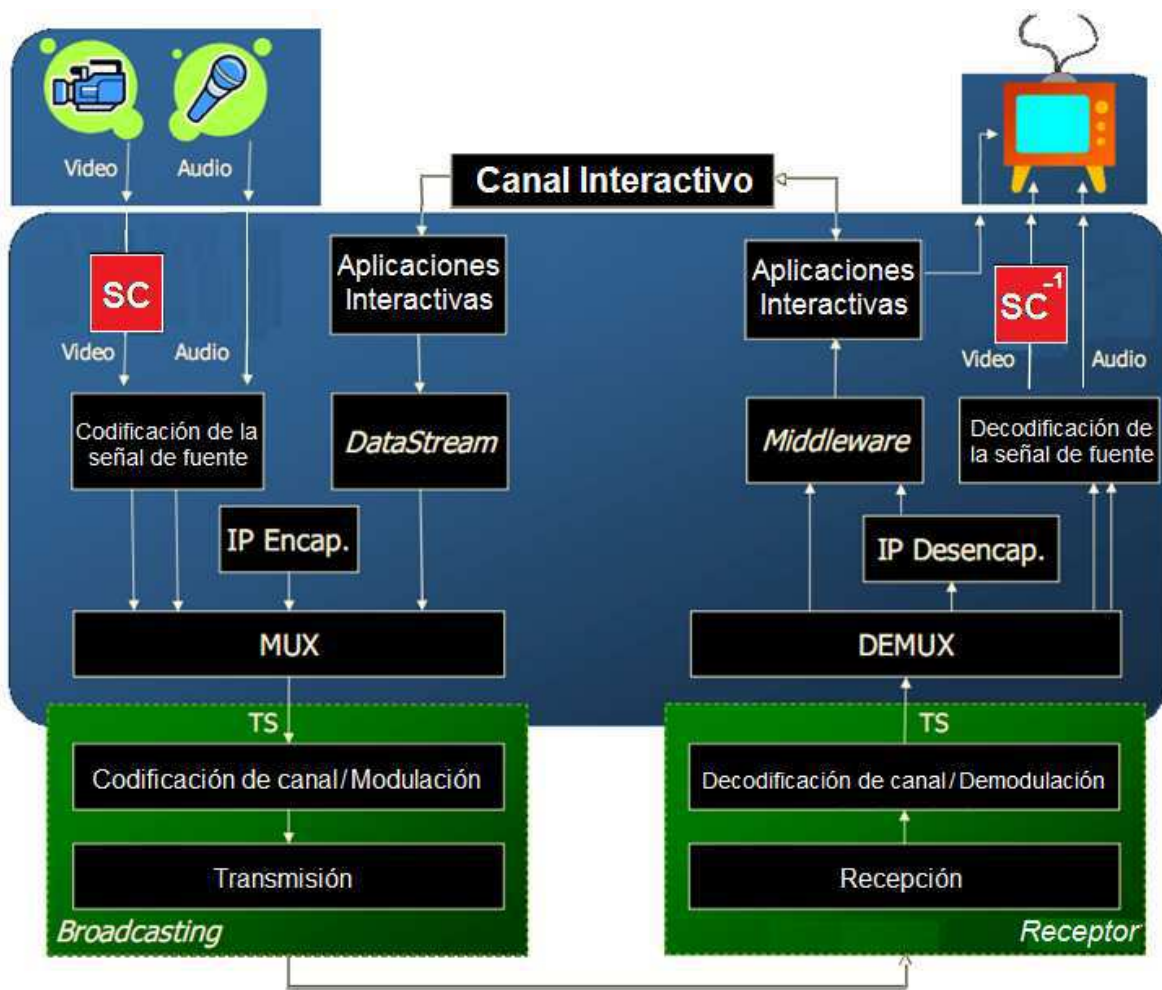 Video
Audio
Canal Interactivo
SC
Video
Audio
Aplicaciones
Interactivas
Codificación de la
señal de fuente
DataStream
IP Encap.
MUX
TS
Codificación de canal/Modulación
Transmisión
Broadcasting
Aplicaciones
Interactivas
SC⁻¹
Video
Audio
Middleware
Decodificación de
la señal de fuente
IP Desencap.
DEMUX
TS
Decodificación de canal/Demodulación
Recepción
Receptor